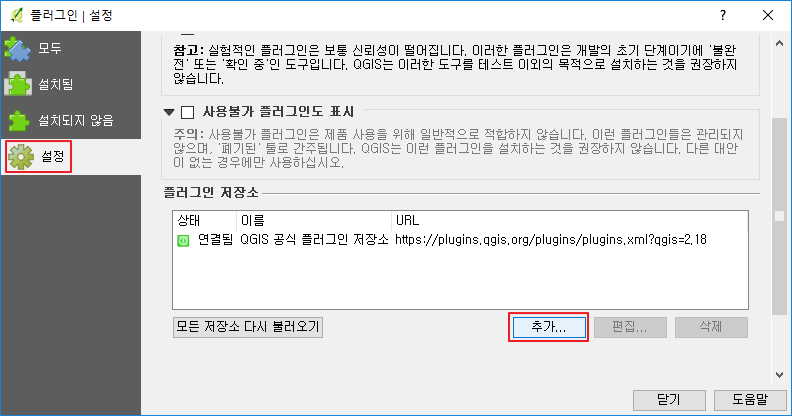 플러그인 | 설정
?
모두
설치됨
설치되지 않음
설정
참고: 실험적인 플러그인은 보통 신뢰성이 떨어집니다. 이러한 플러그인은 개발의 초기 단계이기에 '불완
전' 또는 '확인 중'인 도구입니다. QGIS는 이러한 도구를 테스트 이외의 목적으로 설치하는 것을 권장하지
않습니다.
사용불가 플러그인도 표시
주의: 사용불가 플러그인은 제품 사용을 위해 일반적으로 적합하지 않습니다. 이런 플러그인들은 관리되지
않으며, '폐기된' 툴로 간주됩니다. QGIS는 이런 플러그인을 설치하는 것을 권장하지 않습니다. 다른 대안
이 없는 경우에만 사용하십시오.
플러그인 저장소
상태 이름 URL
연결됨 QGIS 공식 플러그인 저장소 https://plugins.qgis.org/plugins/plugins.xml?qgis=2.18
모든 저장소 다시 불러오기 추가... 편집... 삭제
닫기 도움말